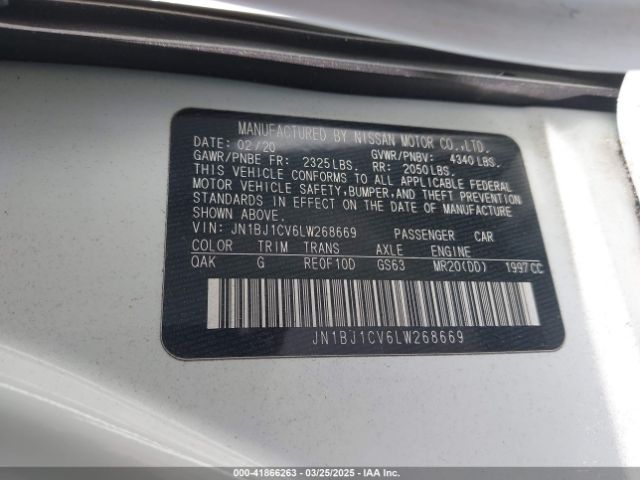 MANUFACTURED BY NISSAN MOTOR CO.,LTD.
DATE: 02/20 GVWR/PNBV: 4340 LBS.
GAWR/PNBE FR: 2325LBS. RR: 2050LBS.
THIS VEHICLE CONFORMS TO ALL APPLICABLE FEDERAL
MOTOR VEHICLE SAFETY,BUMPER,AND THEFT PREVENTION
STANDARDS IN EFFECT ON THE DATE OF MANUFACTURE
SHOWN ABOVE.
VIN: JN1BJ1CV6LW268669 PASSENGER CAR
COLOR TRIM TRANS AXLE ENGINE
QAK G RE0F10D GS63 MR20(DD) 1997CC
JN1BJ1CV6LW268669
000-41866263 - 03/25/2025 - IAA Inc.